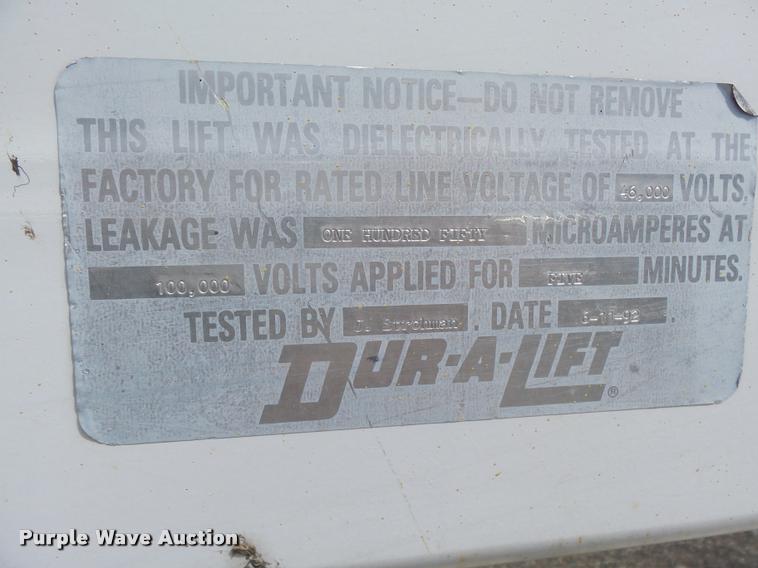 IMPORTANT NOTICE—DO NOT REMOVE
THIS LIFT WAS DIELECTRICALLY TESTED AT THE
FACTORY FOR RATED LINE VOLTAGE OF 46,000 VOLTS,
LEAKAGE WAS ONE HUNDRED FIFTY MICROAMPERES AT
100,000 VOLTS APPLIED FOR FIVE MINUTES.
TESTED BY J. DATE -92 .
DUR-A-LIFT ®
Purple Wave Auction